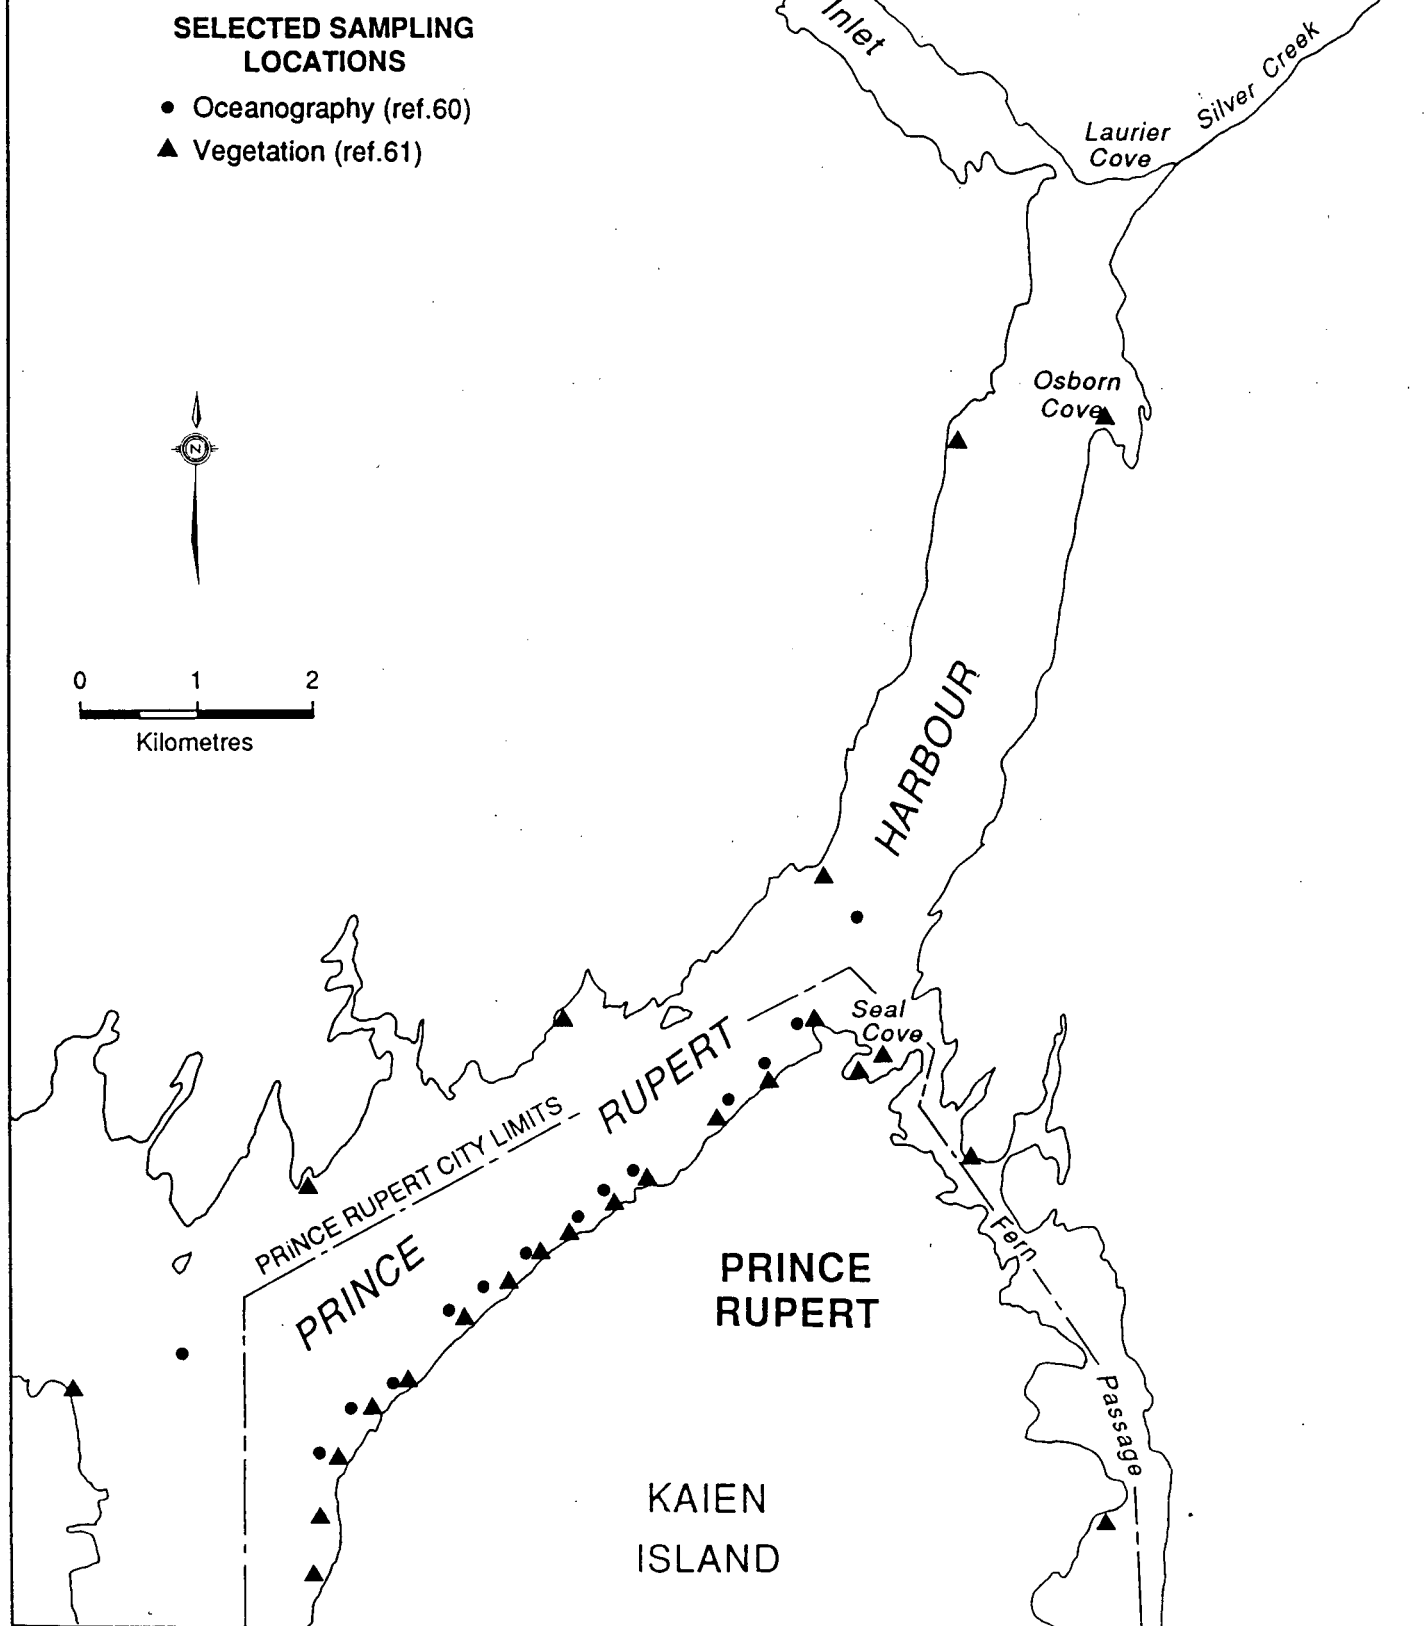 SELECTED SAMPLING
LOCATIONS
Oceanography (ref.60)
Vegetation (ref.61)
Inlet
Silver Creek
Laurier
Cove
Osborn
Cove
N
0 1 2
Kilometres
HARBOUR
Seal
Cove
RUPERT
PRINCE RUPERT CITY LIMITS
PRINCE
Fern
PRINCE
RUPERT
Passage
KAIEN
ISLAND